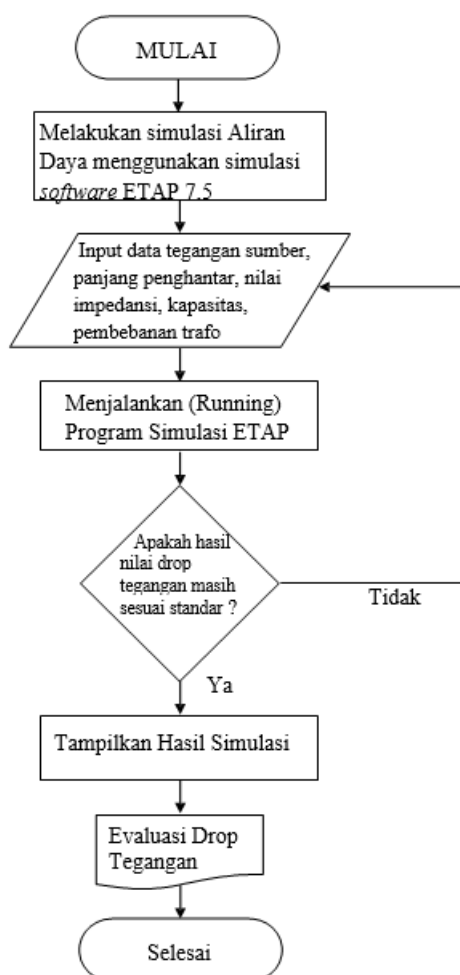 MULAI
Melakukan simulasi Aliran
Daya menggunakan simulasi
software ETAP 7.5
Input data tegangan sumber,
panjang penghantar, nilai
impedansi, kapasitas,
pembebanan trafo
Menjalankan (Running)
Program Simulasi ETAP
Apakah hasil
nilai drop
tegangan masih
sesuai standar ?
Tidak
Ya
Tampilkan Hasil Simulasi
Evaluasi Drop
Tegangan
Selesai